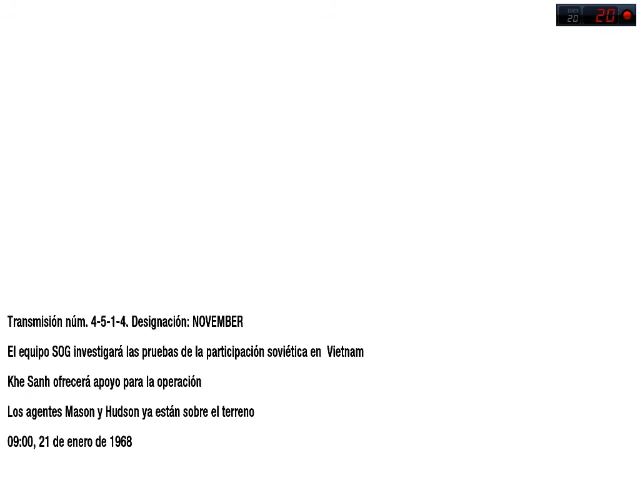 20 20
Transmisión núm. 4-5-1-4. Designación: NOVEMBER
El equipo SOG investigará las pruebas de la participación soviética en Vietnam
Khe Sanh ofrecerá apoyo para la operación
Los agentes Mason y Hudson ya están sobre el terreno
09:00, 21 de enero de 1968